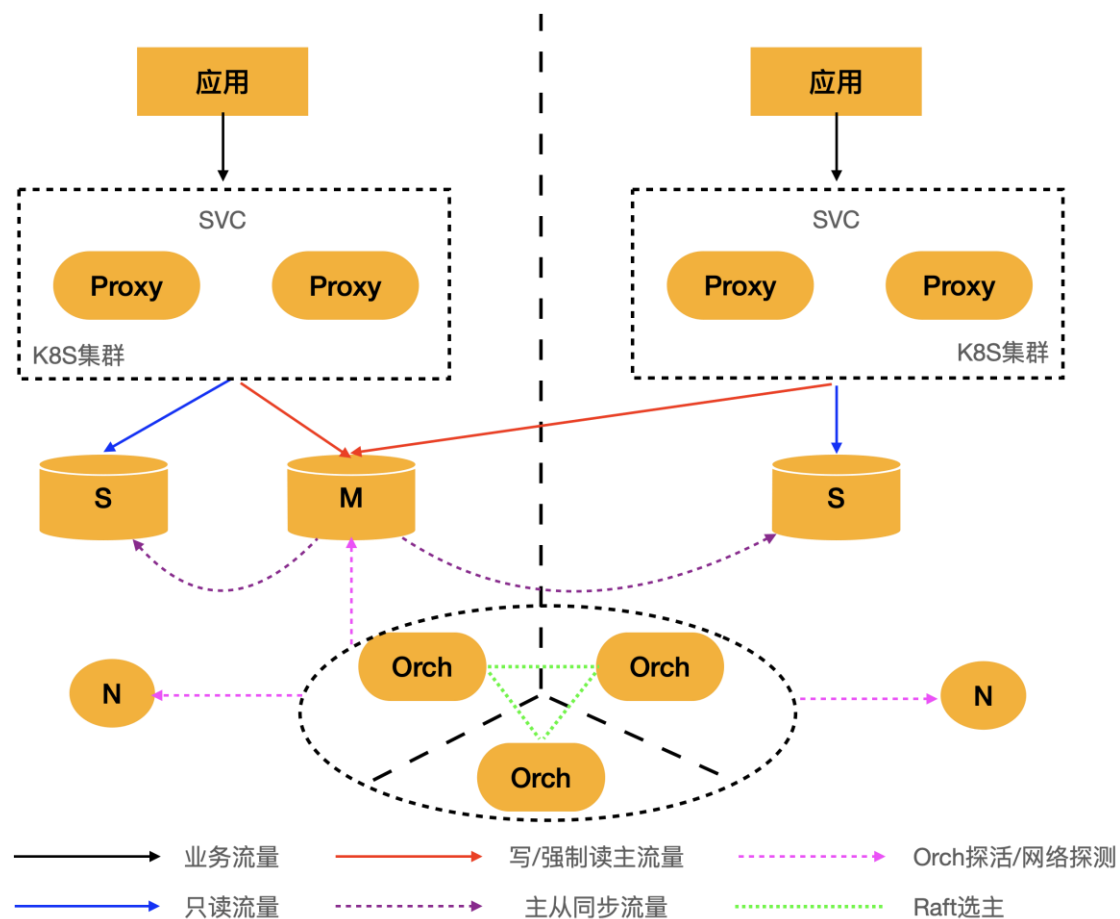 应用
应用
SVC
SVC
Proxy
Proxy
Proxy
Proxy
K8S集群
K8S集群
S
M
S
Orch
Orch
N
N
Orch
业务流量
写/强制读主流量
Orch探活/网络探测
只读流量
主从同步流量
Raft选主